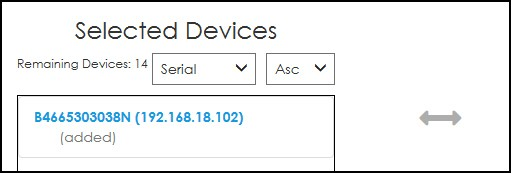 Selected Devices
Remaining Devices: 14 Serial Asc
B4665303038N (192.168.18.102)
(added)